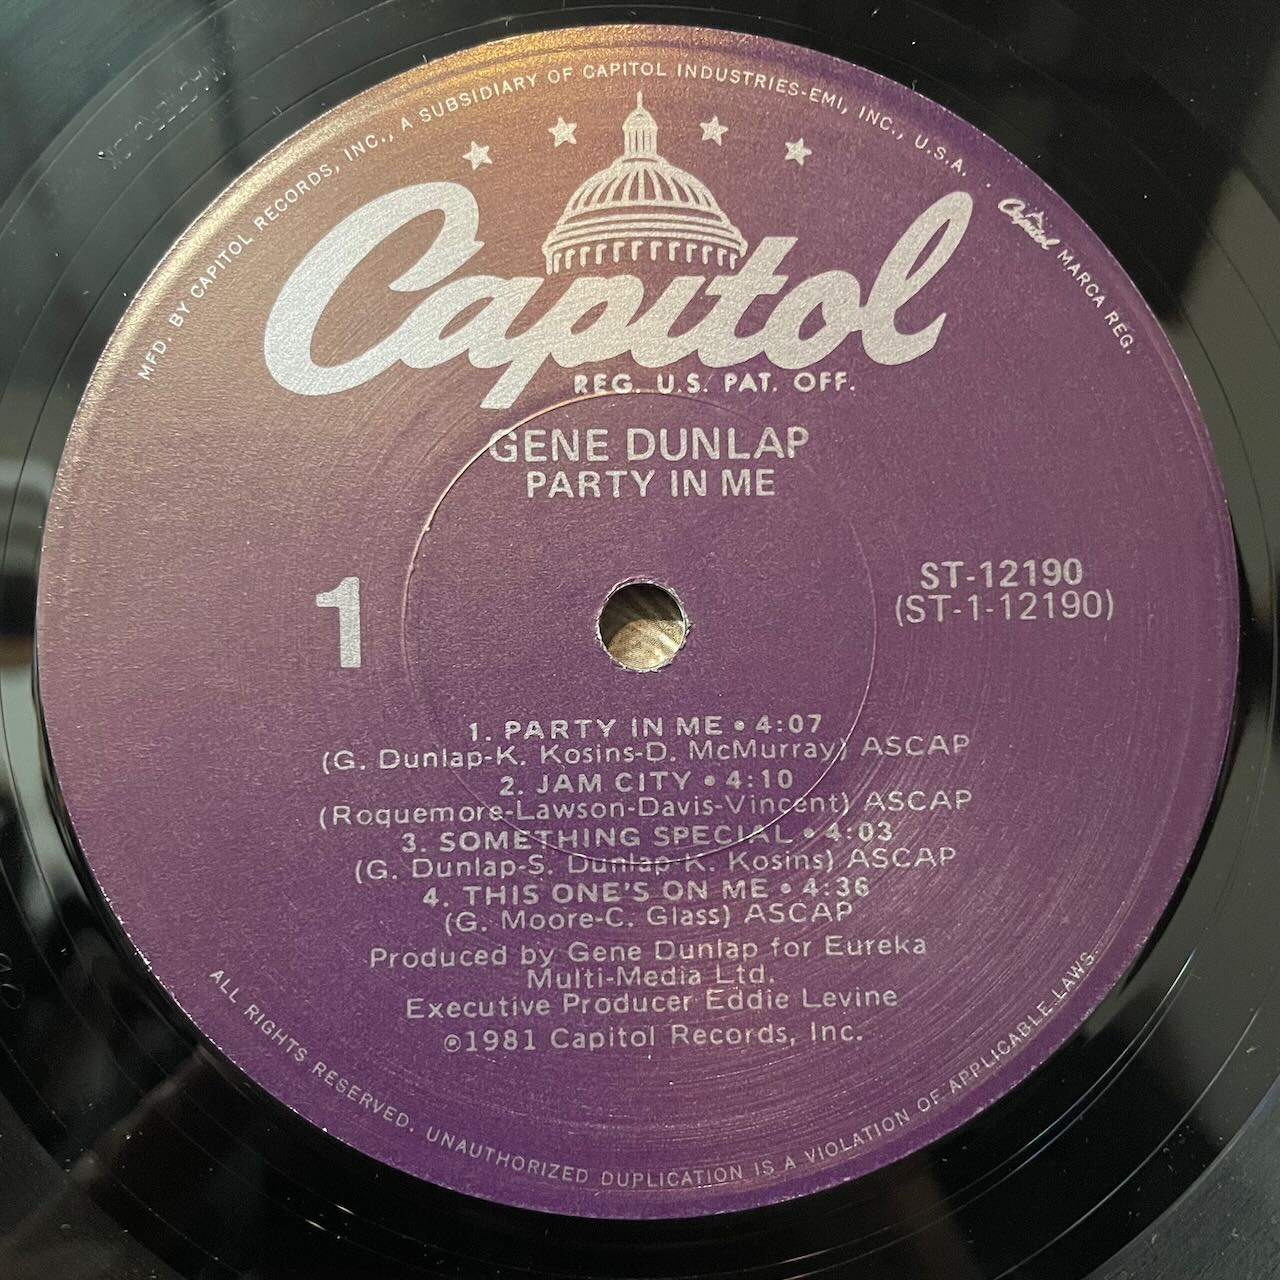 MFD. BY CAPITOL RECORDS, INC., A SUBSIDIARY OF CAPITOL INDUSTRIES-EMI, INC., U.S.A. . Capitol MARCA REG.
Capitol
REG. U.S. PAT. OFF.
GENE DUNLAP
PARTY IN ME
1
ST-12190
(ST-1-12190)
1. PARTY IN ME • 4:07
(G. Dunlap-K. Kosins-D. McMurray) ASCAP
2. JAM CITY • 4:10
(Roquemore-Lawson-Davis-Vincent) ASCAP
3. SOMETHING SPECIAL • 4:03
(G. Dunlap-S. Dunlap-K. Kosins) ASCAP
4. THIS ONE'S ON ME • 4:36
(G. Moore-C. Glass) ASCAP
Produced by Gene Dunlap for Eureka
Multi-Media Ltd.
Executive Producer Eddie Levine
℗1981 Capitol Records, Inc.
ALL RIGHTS RESERVED. UNAUTHORIZED DUPLICATION IS A VIOLATION OF APPLICABLE LAWS.